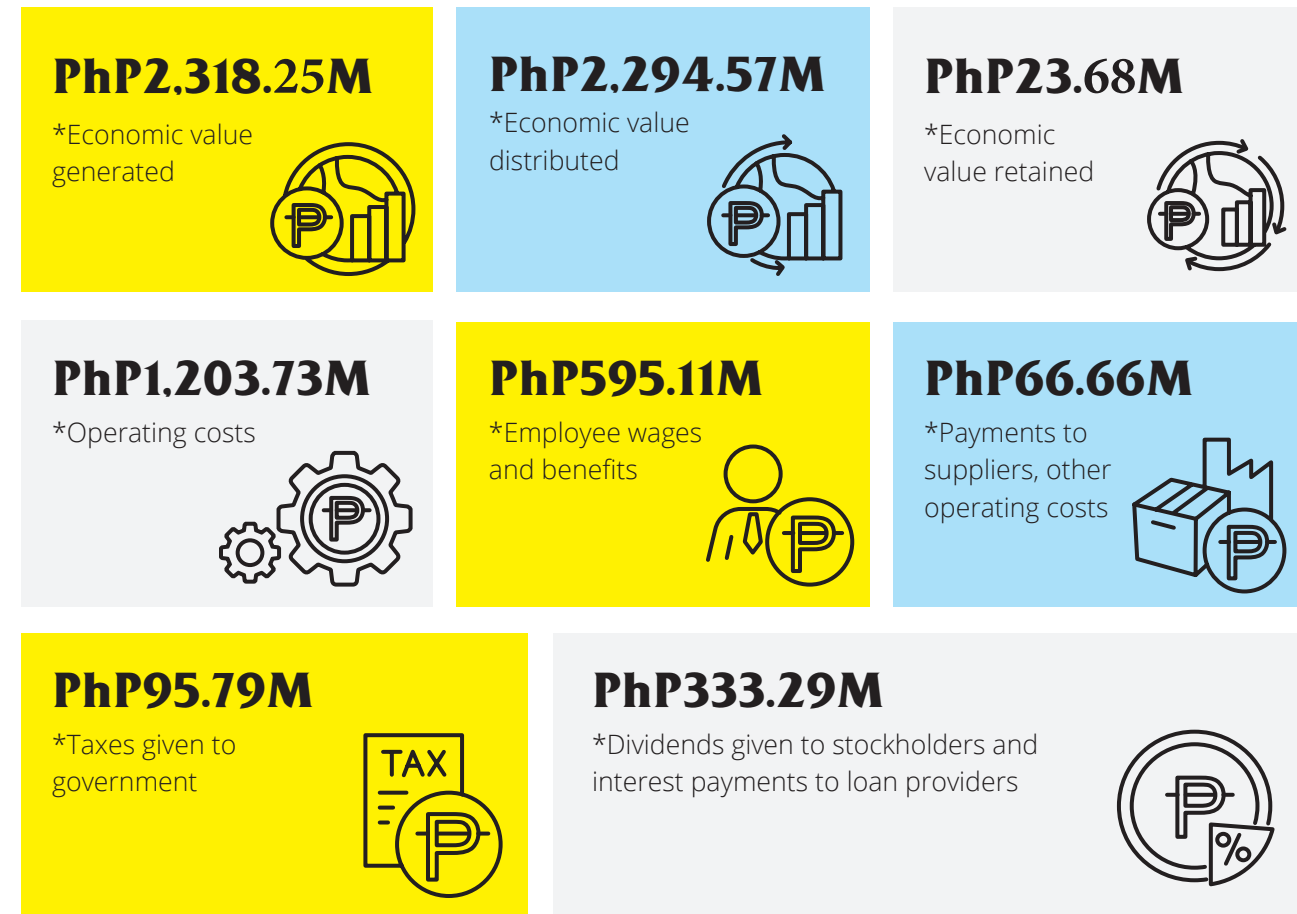 PhP2,318.25M
*Economic value
generated
PhP2,294.57M
*Economic value
distributed
PhP23.68M
*Economic
value retained
PhP1,203.73M
*Operating costs
PhP595.11M
*Employee wages
and benefits
PhP66.66M
*Payments to
suppliers, other
operating costs
PhP95.79M
*Taxes given to
government
TAX
PhP333.29M
*Dividends given to stockholders and
interest payments to loan providers
%